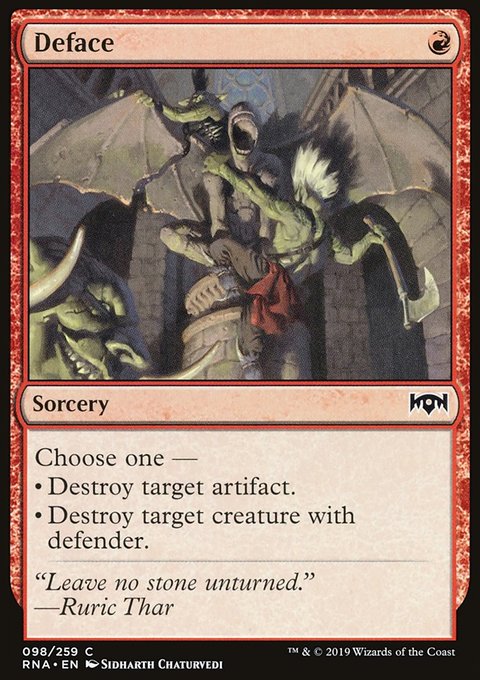 Deface
Sorcery
Choose one —
• Destroy target artifact.
• Destroy target creature with
defender.
“Leave no stone unturned.”
—Ruric Thar
098/259 C
RNA • EN Sidharth Chaturvedi
™ & © 2019 Wizards of the Coast